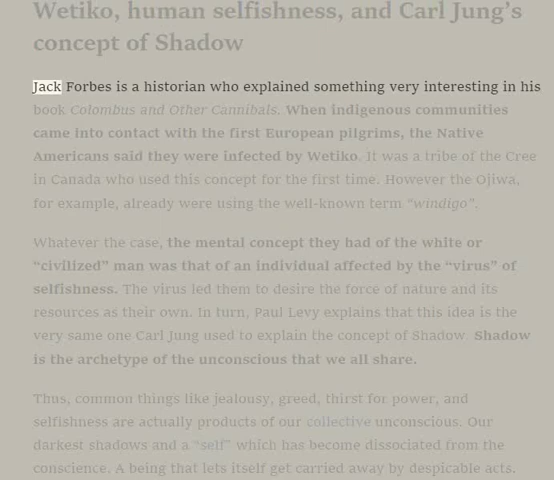 Wetiko, human selfishness, and Carl Jung's
concept of Shadow
Jack Forbes is a historian who explained something very interesting in his
book Colombus and Other Cannibals. When indigenous communities
came into contact with the first European pilgrims, the Native
Americans said they were infected by Wetiko. It was a tribe of the Cree
in Canada who used this concept for the first time. However the Ojiwa,
for example, already were using the well-known term “windigo”.
Whatever the case, the mental concept they had of the white or
“civilized” man was that of an individual affected by the “virus” of
selfishness. The virus led them to desire the force of nature and its
resources as their own. In turn, Paul Levy explains that this idea is the
very same one Carl Jung used to explain the concept of Shadow. Shadow
is the archetype of the unconscious that we all share.
Thus, common things like jealousy, greed, thirst for power, and
selfishness are actually products of our collective unconscious. Our
darkest shadows and a “self” which has become dissociated from the
conscience. A being that lets itself get carried away by despicable acts.